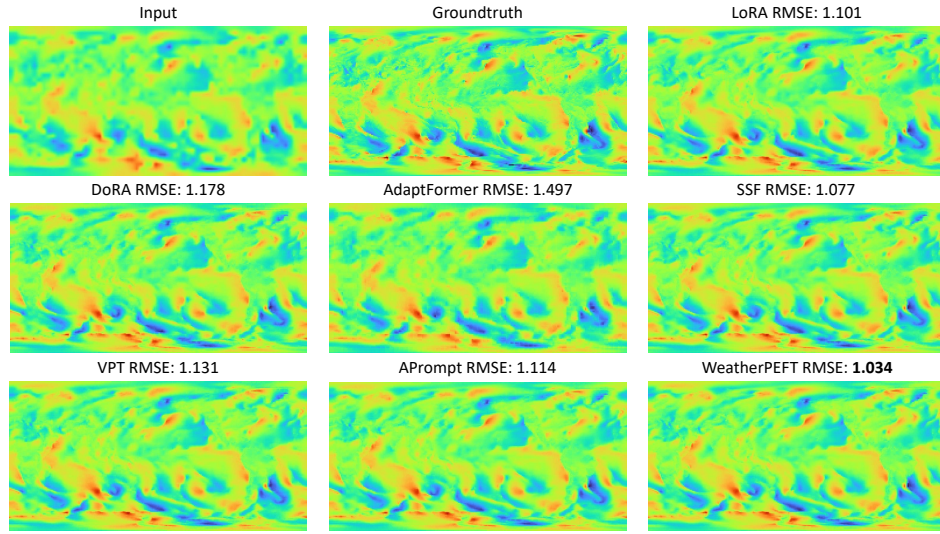 Input
Groundtruth
LoRA RMSE: 1.101
DoRA RMSE: 1.178
AdaptFormer RMSE: 1.497
SSF RMSE: 1.077
VPT RMSE: 1.131
APrompt RMSE: 1.114
WeatherPEFT RMSE: 1.034